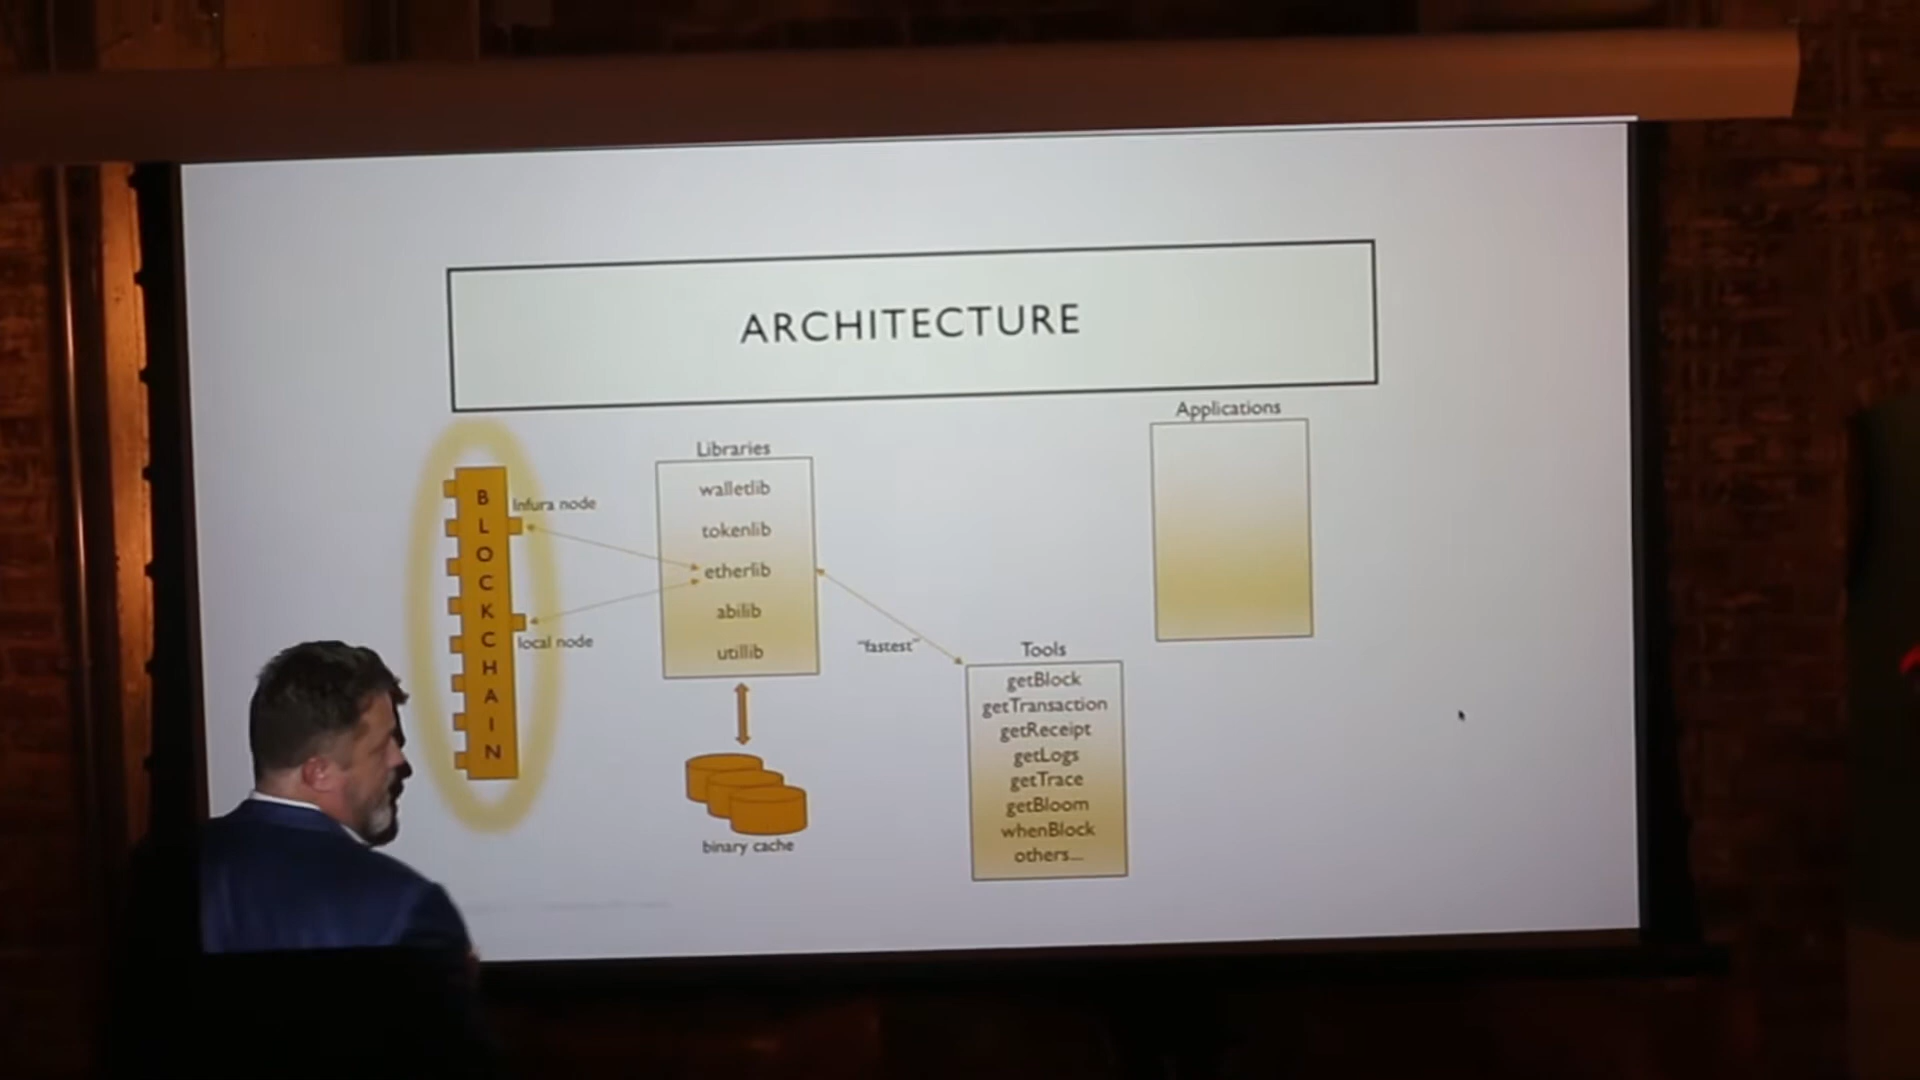 ARCHITECTURE
BLOCKCHAIN
Infura node
local node
Libraries
walletlib
tokenlib
etherlib
abilib
utillib
binary cache
"fastest"
Tools
getBlock
getTransaction
getReceipt
getLogs
getTrace
getBloom
whenBlock
others...
Applications